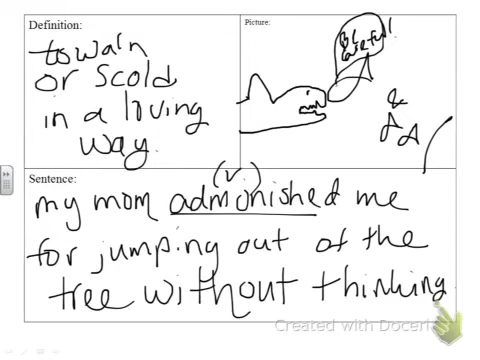 Definition:
to warn
or scold
in a loving
way.
Picture:
Be
careful!
Sentence:
(v.)
my mom admonished me
for jumping out of the
tree without thinking
Created with Doceri